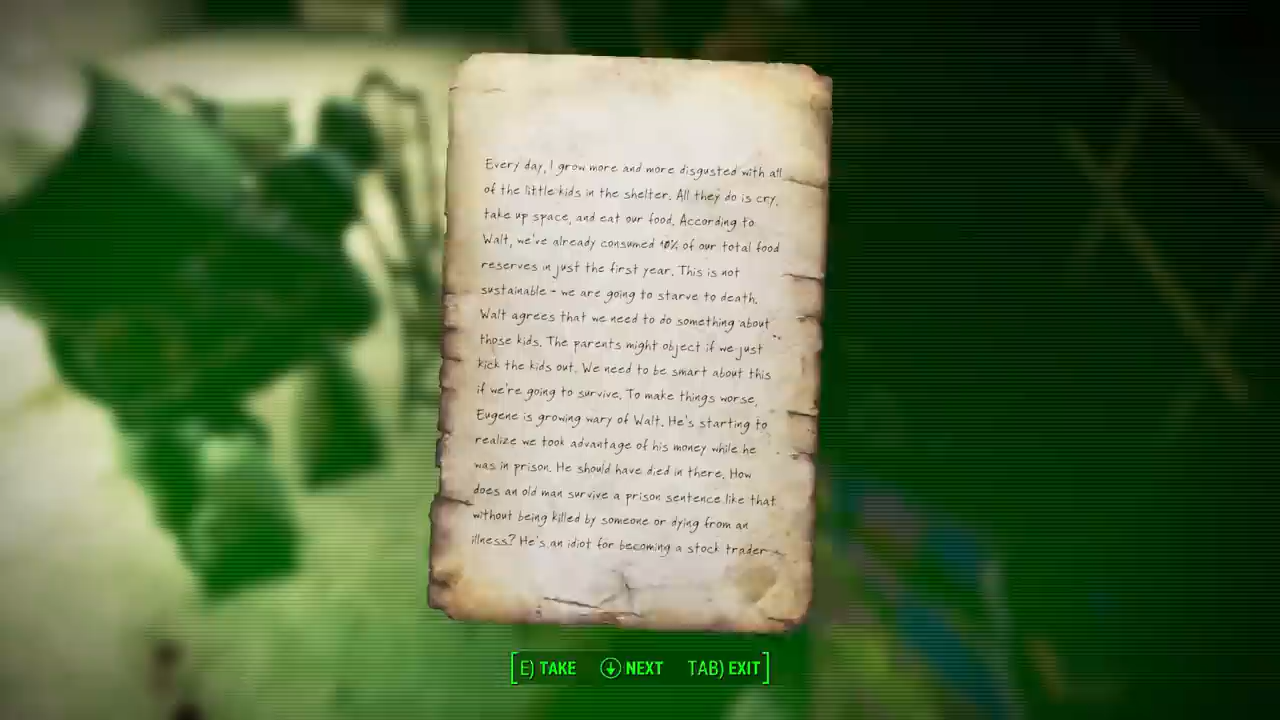 Every day, I grow more and more disgusted with all
of the little kids in the shelter. All they do is cry,
take up space, and eat our food. According to
Walt, we've already consumed 10% of our total food
reserves in just the first year. This is not
sustainable - we are going to starve to death.
Walt agrees that we need to do something about
those kids. The parents might object if we just
kick the kids out. We need to be smart about this
if we're going to survive. To make things worse,
Eugene is growing wary of Walt. He's starting to
realize we took advantage of his money while he
was in prison. He should have died in there. How
does an old man survive a prison sentence like that
without being killed by someone or dying from an
illness? He's an idiot for becoming a stock trader
E) TAKE NEXT TAB) EXIT